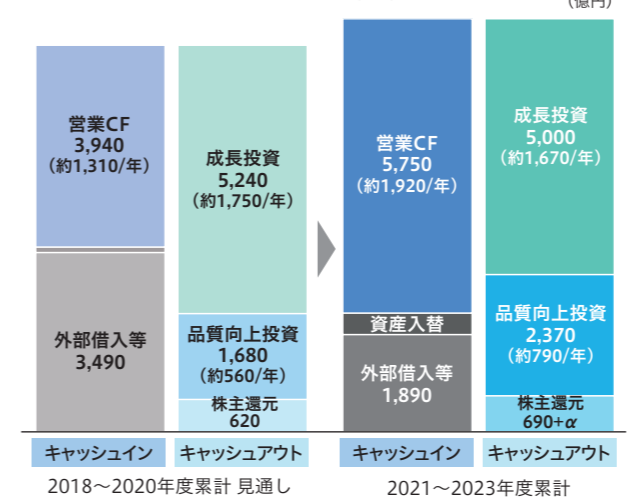 (億円)
営業CF
3,940
(約1,310/年)
外部借入等
3,490
成長投資
5,240
(約1,750/年)
品質向上投資
1,680
(約560/年)
株主還元
620
営業CF
5,750
(約1,920/年)
資産入替
外部借入等
1,890
成長投資
5,000
(約1,670/年)
品質向上投資
2,370
(約790/年)
株主還元
690+α
キャッシュイン
キャッシュアウト
キャッシュイン
キャッシュアウト
2018〜2020年度累計 見通し
2021〜2023年度累計